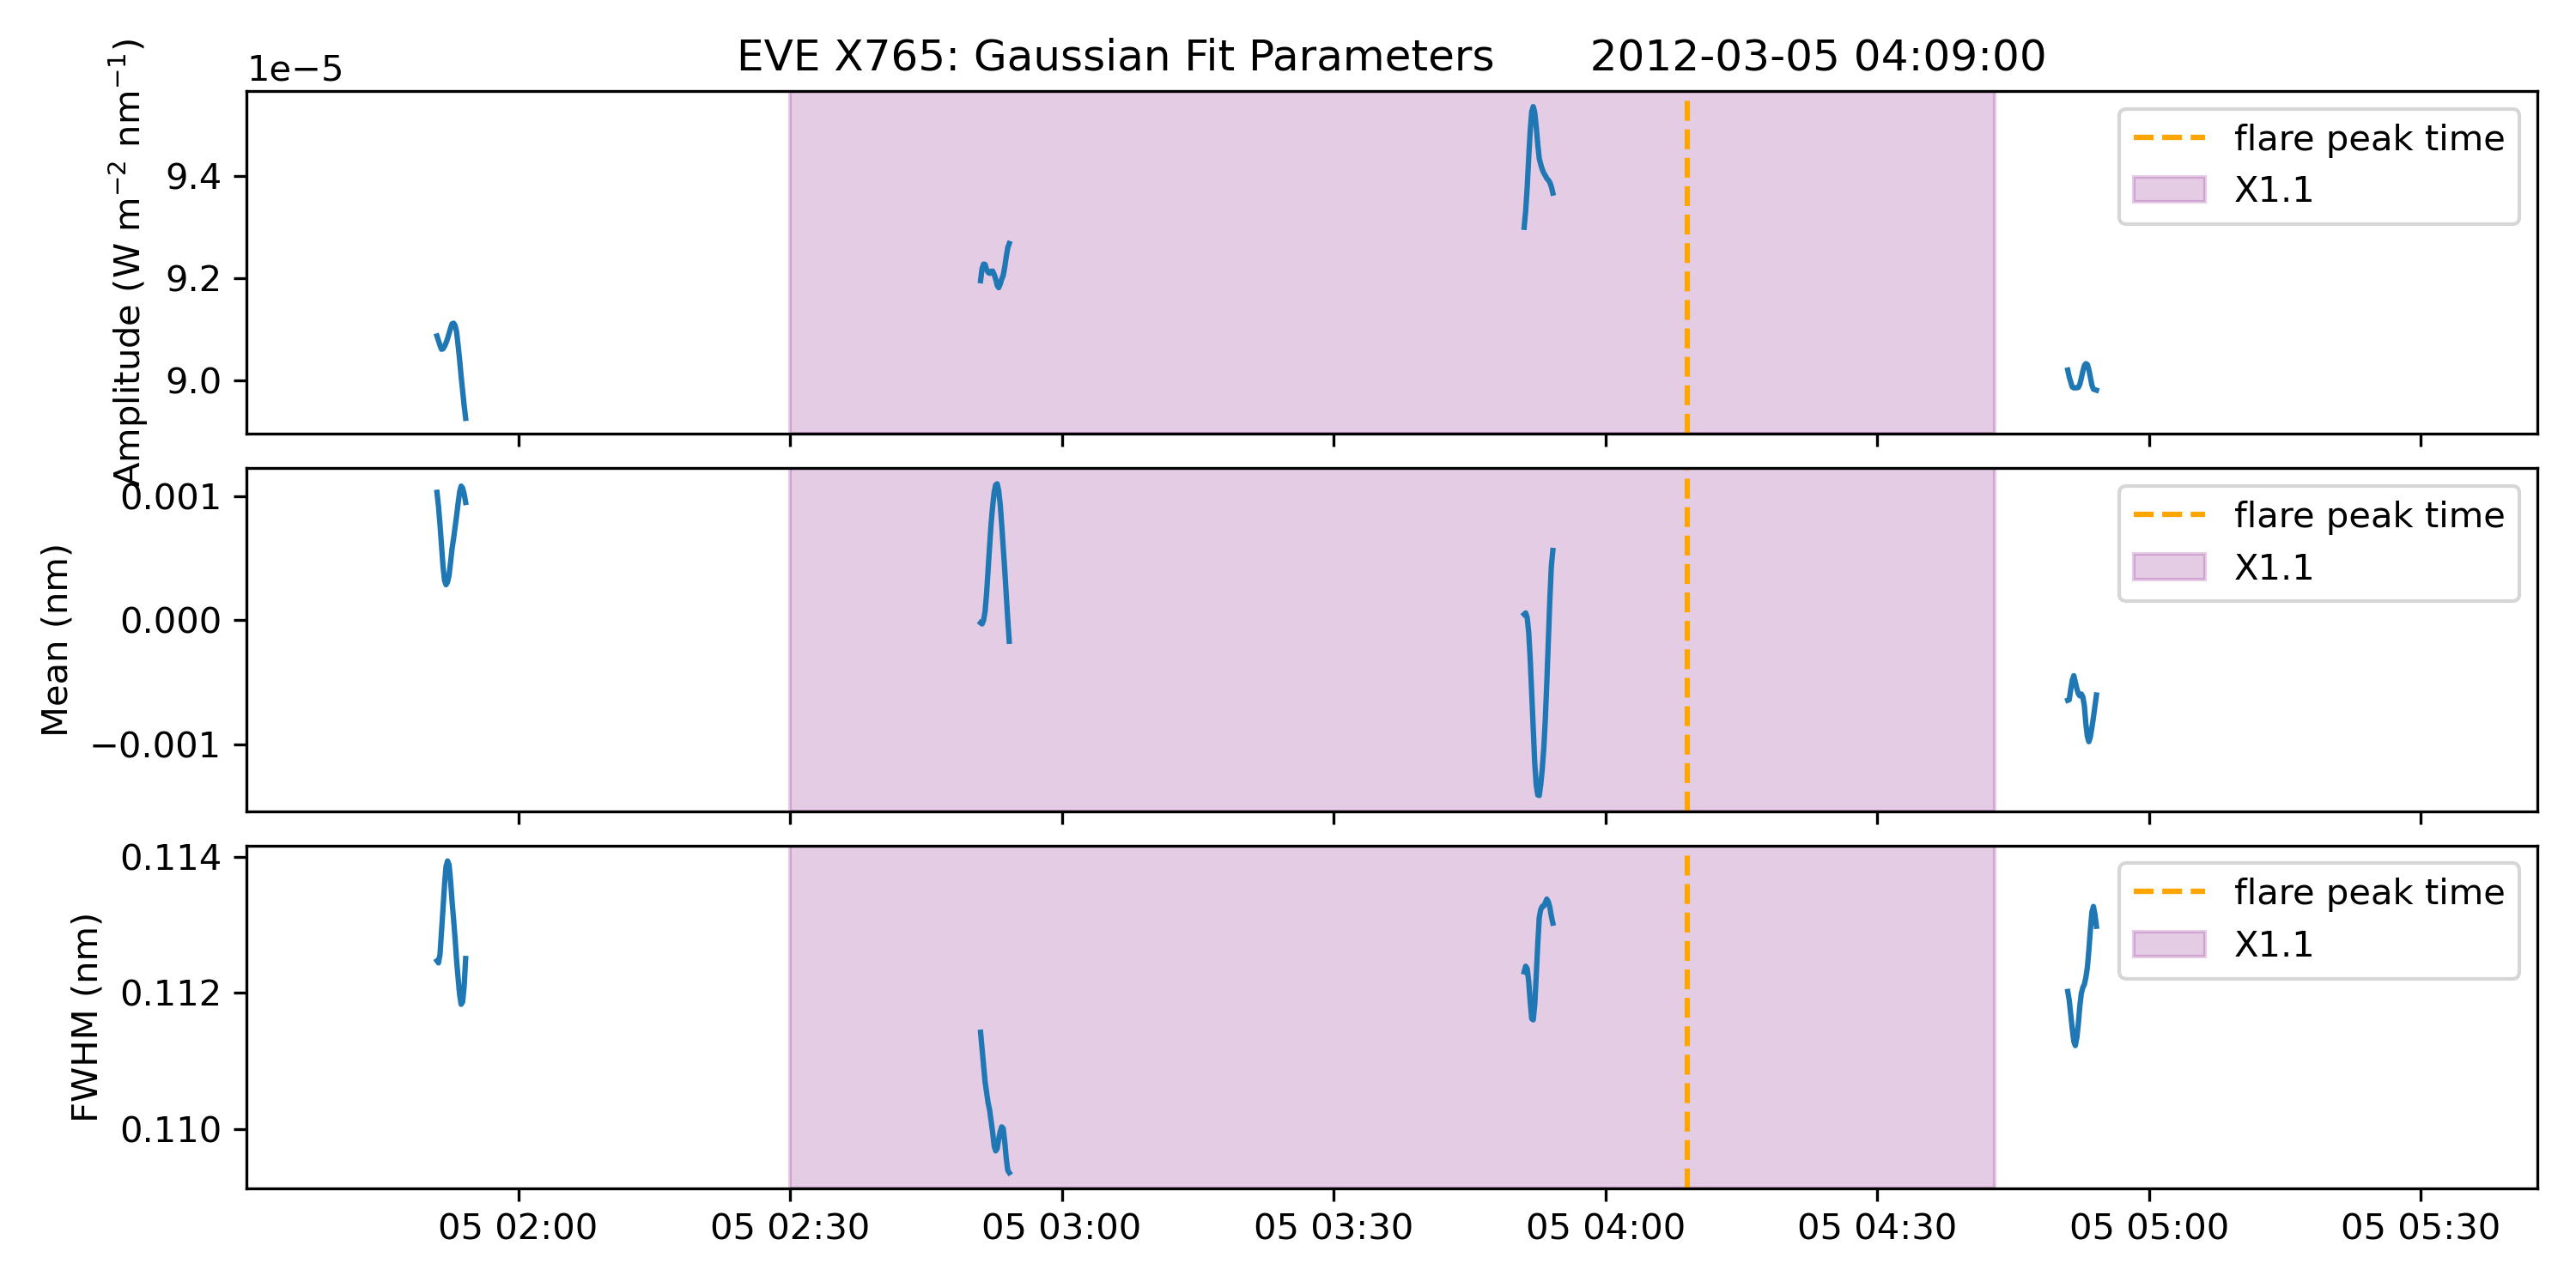 EVE X765: Gaussian Fit Parameters 2012-03-05 04:09:00
1e−5
Amplitude (W m⁻² nm⁻¹)
9.4
9.2
9.0
flare peak time
X1.1
Mean (nm)
0.001
0.000
−0.001
flare peak time
X1.1
FWHM (nm)
0.114
0.112
0.110
flare peak time
X1.1
05 02:00 05 02:30 05 03:00 05 03:30 05 04:00 05 04:30 05 05:00 05 05:30